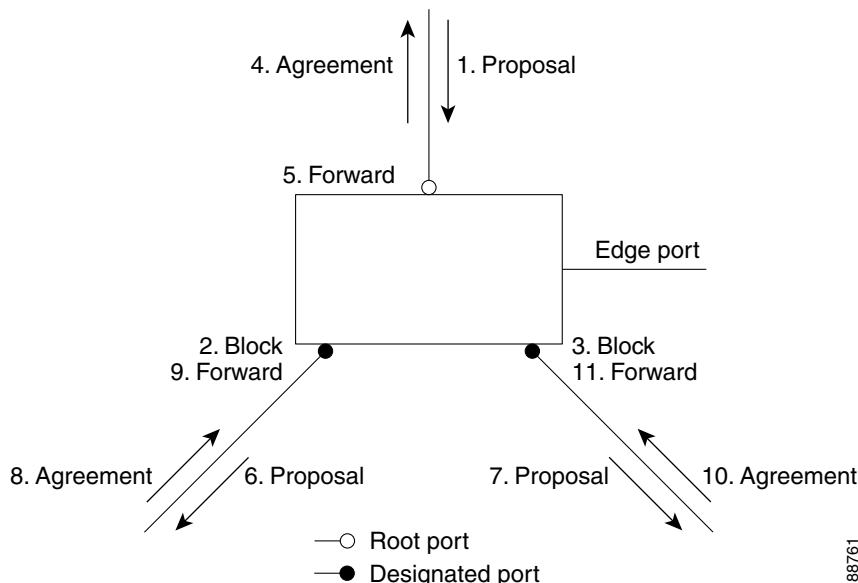 4. Agreement
1. Proposal
5. Forward
Edge port
2. Block
9. Forward
3. Block
11. Forward
8. Agreement
6. Proposal
7. Proposal
10. Agreement
Root port
Designated port
88761